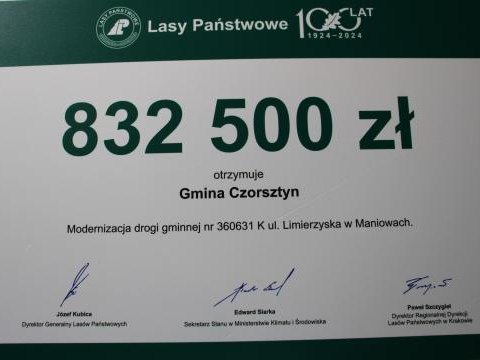 LASY PAŃSTWOWE
Lasy Państwowe
100 LAT
1924-2024
832 500 zł
otrzymuje
Gmina Czorsztyn
Modernizacja drogi gminnej nr 360631 K ul. Limierzyska w Maniowach.
Józef Kubica
Dyrektor Generalny Lasów Państwowych
Edward Siarka
Sekretarz Stanu w Ministerstwie Klimatu i Środowiska
Paweł Szczygieł
Dyrektor Regionalnej Dyrekcji
Lasów Państwowych w Krakowie